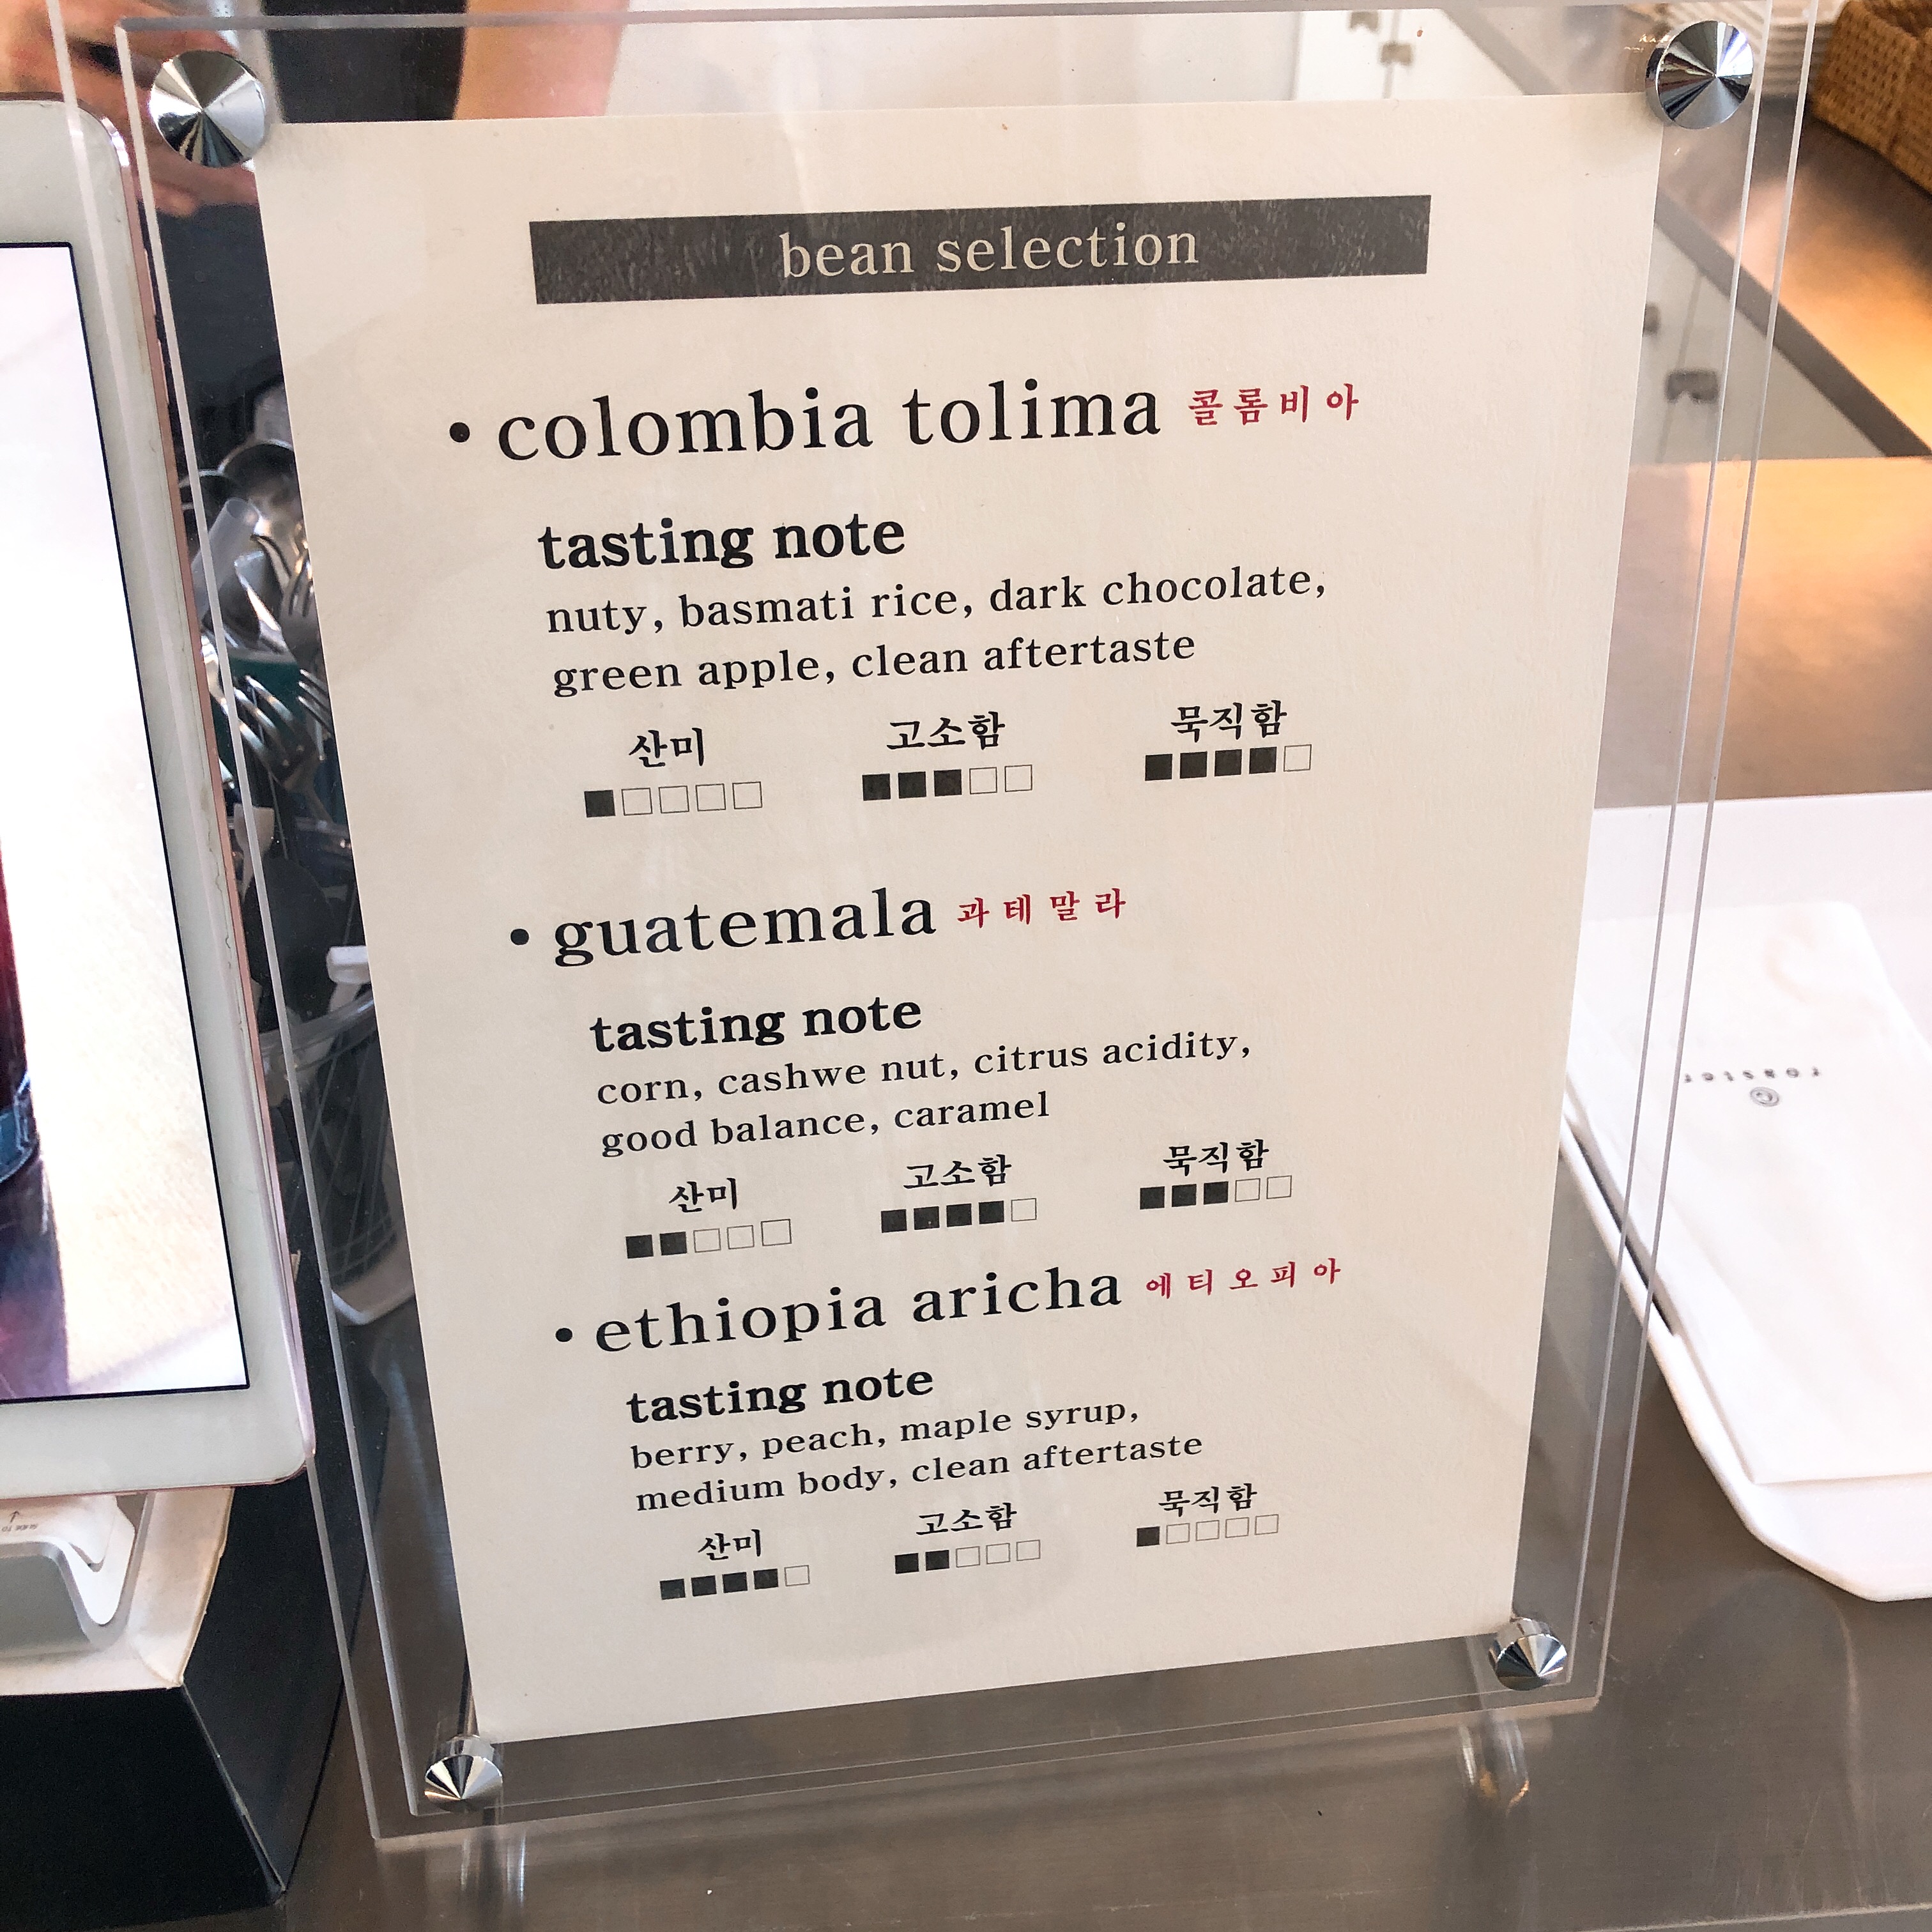 bean selection
• colombia tolima 콜롬비아
tasting note
nuty, basmati rice, dark chocolate,
green apple, clean aftertaste
산미 고소함 묵직함
■□□□□ ■■■□□ ■■■■□
• guatemala 과테말라
tasting note
corn, cashwe nut, citrus acidity,
good balance, caramel
산미 고소함 묵직함
■■□□□ ■■■■□ ■■■□□
• ethiopia aricha 에티오피아
tasting note
berry, peach, maple syrup,
medium body, clean aftertaste
산미 고소함 묵직함
■■■■□ ■■□□□ ■□□□□